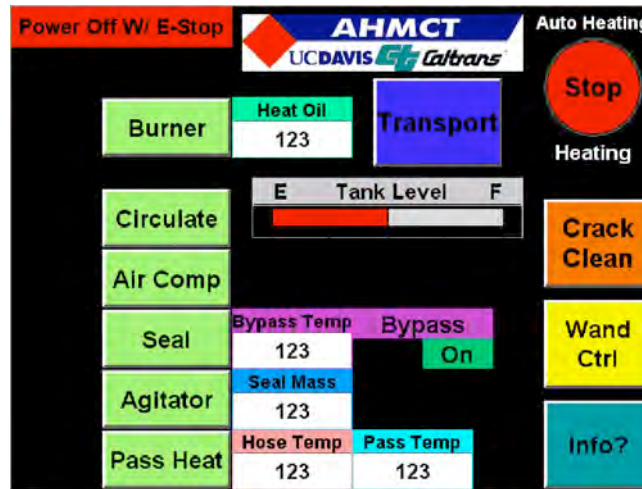 Power Off W/ E-Stop
AHMCT
UCDAVIS Caltrans
Auto Heating
Stop
Heating
Burner
Heat Oil
123
Transport
E Tank Level F
Circulate
Crack
Clean
Air Comp
Seal
Bypass Temp
123
Bypass
On
Wand
Ctrl
Agitator
Seal Mass
123
Pass Heat
Hose Temp
123
Pass Temp
123
Info?